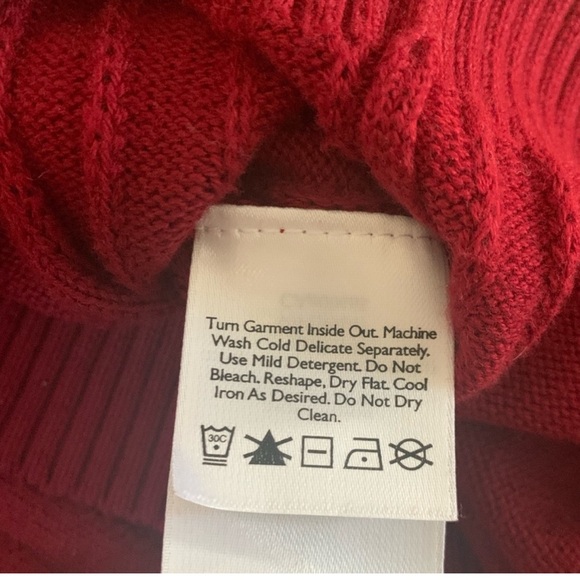 Turn Garment Inside Out. Machine
Wash Cold Delicate Separately.
Use Mild Detergent. Do Not
Bleach. Reshape, Dry Flat. Cool
Iron As Desired. Do Not Dry
Clean.
30C